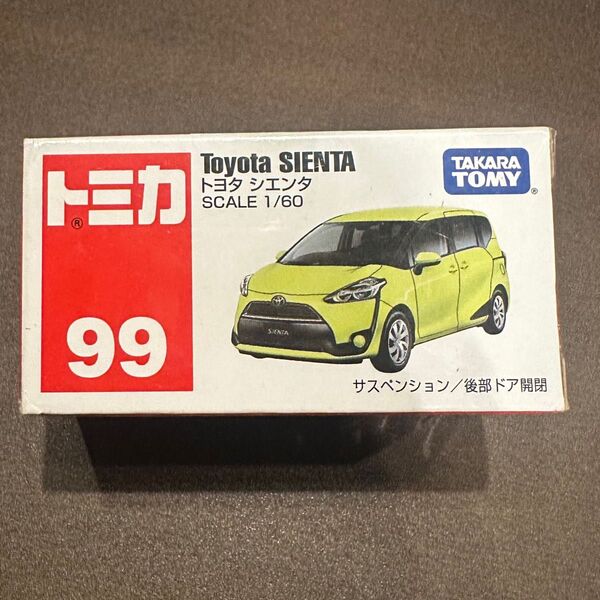 トミカ®
99
Toyota SIENTA
トヨタ シエンタ
SCALE 1/60
TAKARA
TOMY®
SIENTA
サスペンション/後部ドア開閉